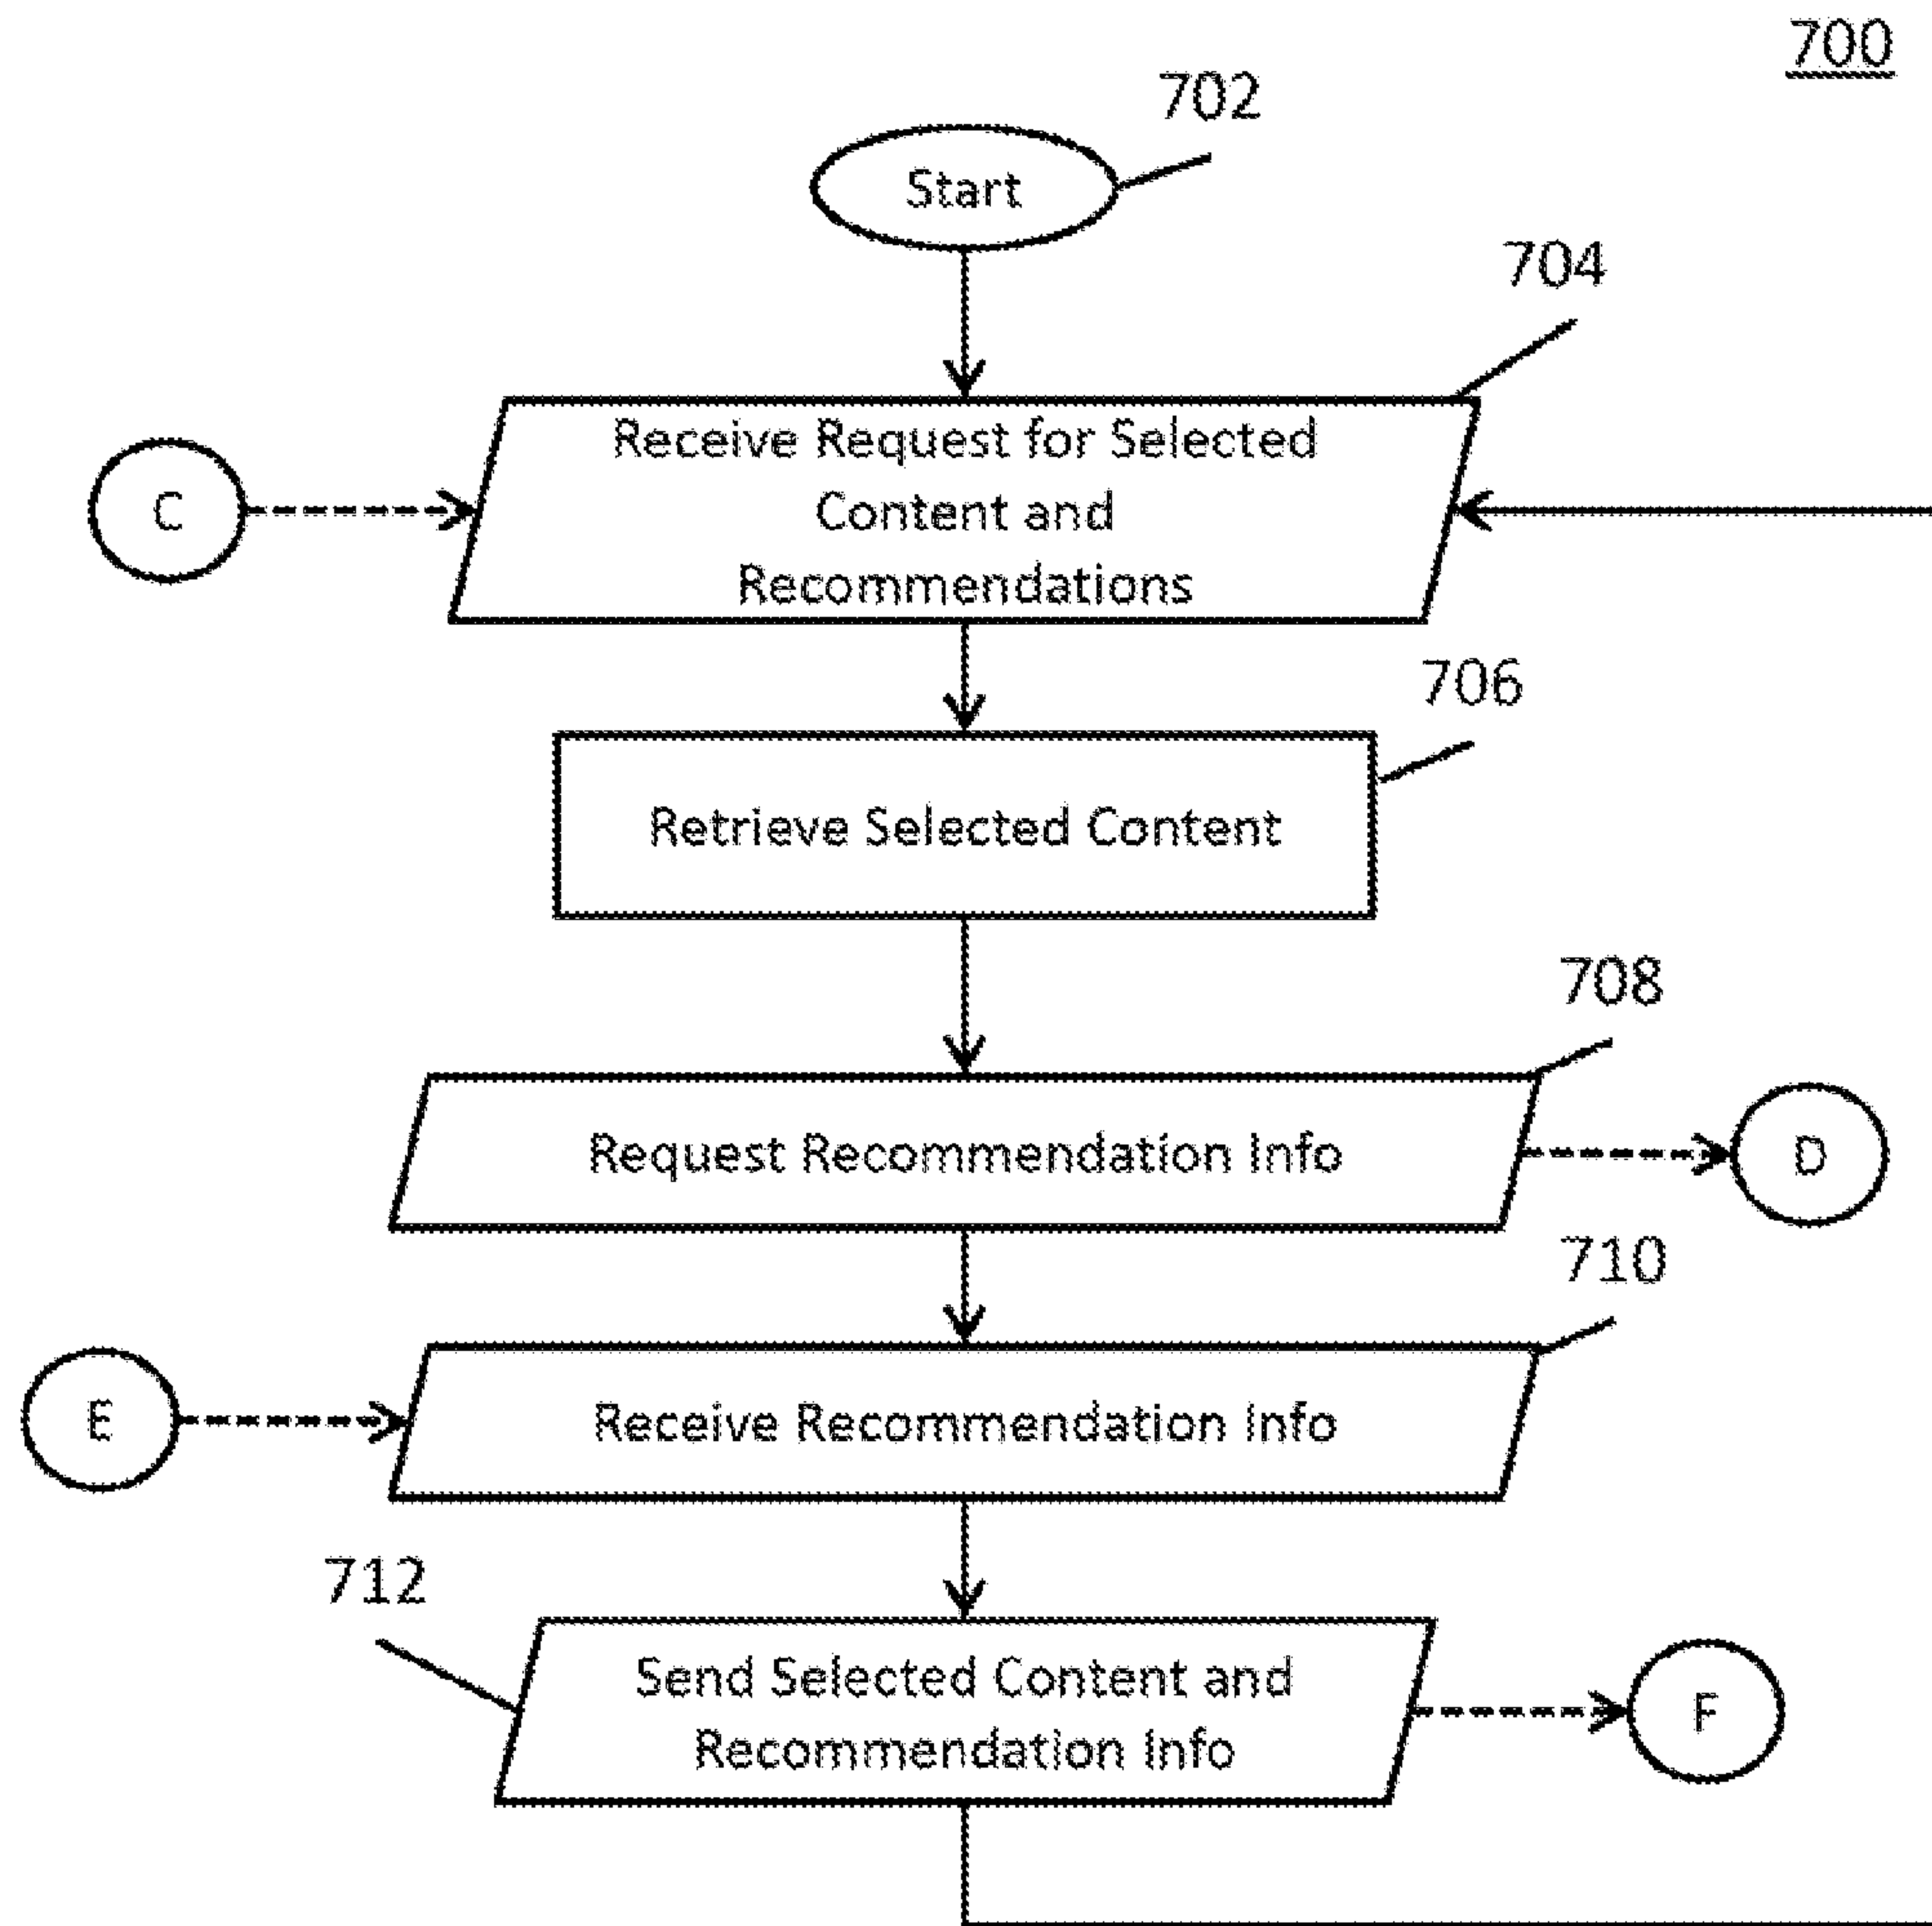 700
702
Start
704
Receive Request for Selected
C
Content and
Recommendations
706
Retrieve Selected Content
708
Request Recommendation Info
D
710
E
Receive Recommendation Info
712
Send Selected Content and
F
Recommendation Info